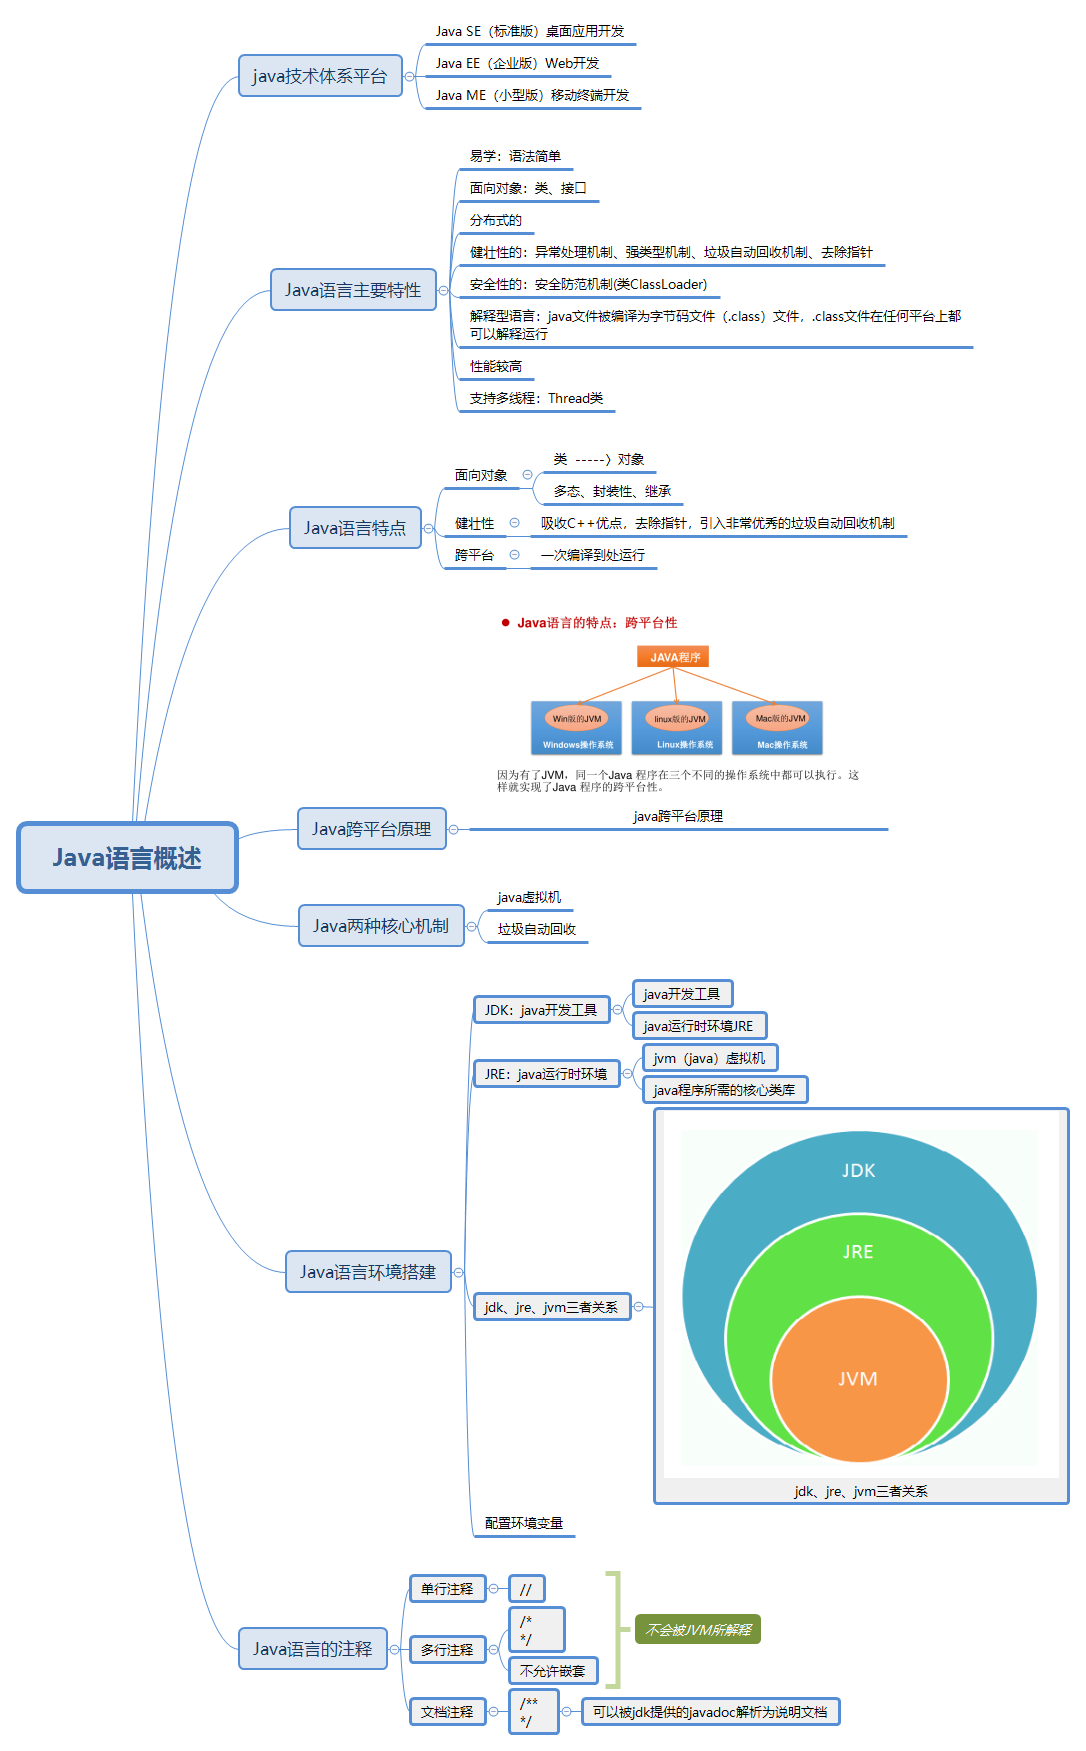 Java语言概述
java技术体系平台
Java SE（标准版）桌面应用开发
Java EE（企业版）Web开发
Java ME（小型版）移动终端开发
Java语言主要特性
易学：语法简单
面向对象：类、接口
分布式的
健壮性的：异常处理机制、强类型机制、垃圾自动回收机制、去除指针
安全性的：安全防范机制(类ClassLoader)
解释型语言：java文件被编译为字节码文件（.class）文件，.class文件在任何平台上都
可以解释运行
性能较高
支持多线程：Thread类
Java语言特点
面向对象
类 -----〉对象
多态、封装性、继承
健壮性
吸收C++优点，去除指针，引入非常优秀的垃圾自动回收机制
跨平台
一次编译到处运行
Java跨平台原理
● Java语言的特点：跨平台性
JAVA程序
Win版的JVM
linux版的JVM
Mac版的JVM
Windows操作系统
Linux操作系统
Mac操作系统
因为有了JVM，同一个Java 程序在三个不同的操作系统中都可以执行。这
样就实现了Java 程序的跨平台性。
java跨平台原理
Java两种核心机制
java虚拟机
垃圾自动回收
Java语言环境搭建
JDK：java开发工具
java开发工具
java运行时环境JRE
JRE：java运行时环境
jvm（java）虚拟机
java程序所需的核心类库
jdk、jre、jvm三者关系
JDK
JRE
JVM
jdk、jre、jvm三者关系
配置环境变量
Java语言的注释
单行注释
//
多行注释
/*
*/
不允许嵌套
不会被JVM所解释
文档注释
/**
*/
可以被jdk提供的javadoc解析为说明文档